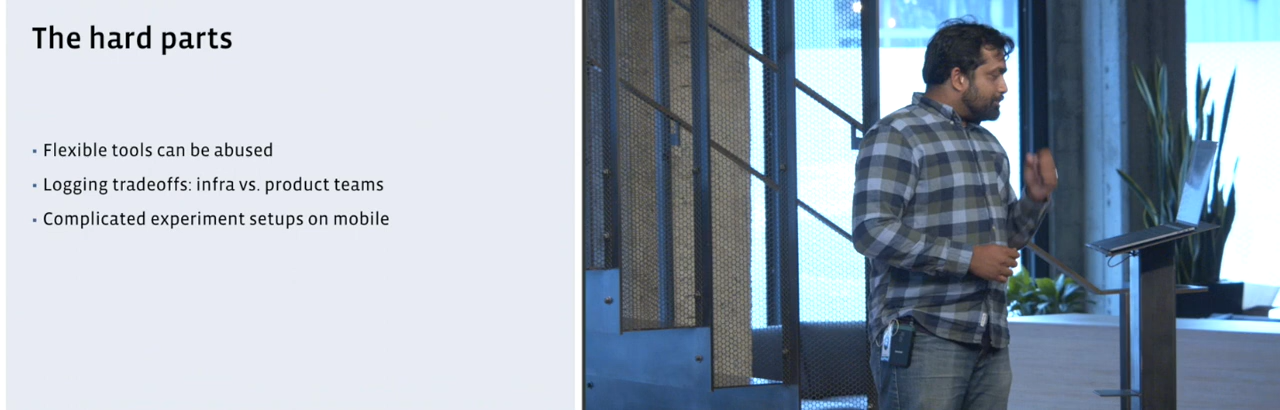 The hard parts
▪ Flexible tools can be abused
▪ Logging tradeoffs: infra vs. product teams
▪ Complicated experiment setups on mobile